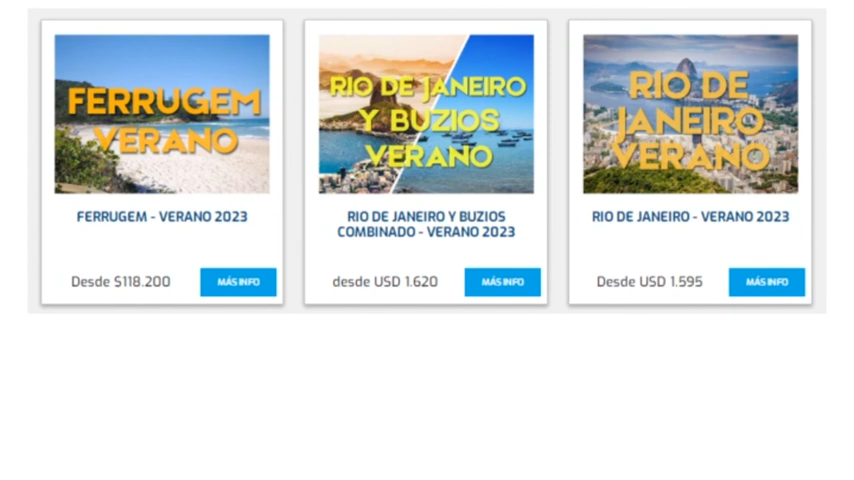 FERRUGEM
VERANO
FERRUGEM - VERANO 2023
Desde $118.200
MÁS INFO
RIO DE JANEIRO
Y BUZIOS
VERANO
RIO DE JANEIRO Y BUZIOS
COMBINADO - VERANO 2023
desde USD 1.620
MÁS INFO
RIO DE
JANEIRO
VERANO
RIO DE JANEIRO - VERANO 2023
Desde USD 1.595
MÁS INFO